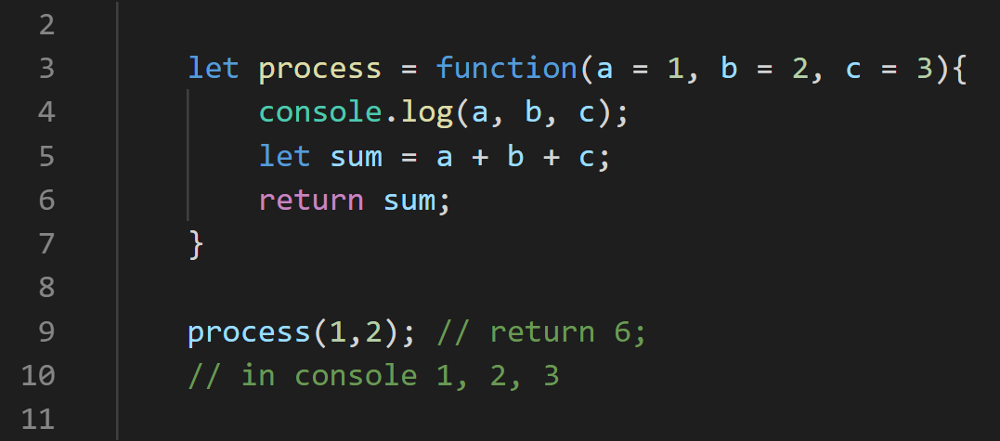 2
3 let process = function(a = 1, b = 2, c = 3){
4 console.log(a, b, c);
5 let sum = a + b + c;
6 return sum;
7 }
8
9 process(1,2); // return 6;
10 // in console 1, 2, 3
11